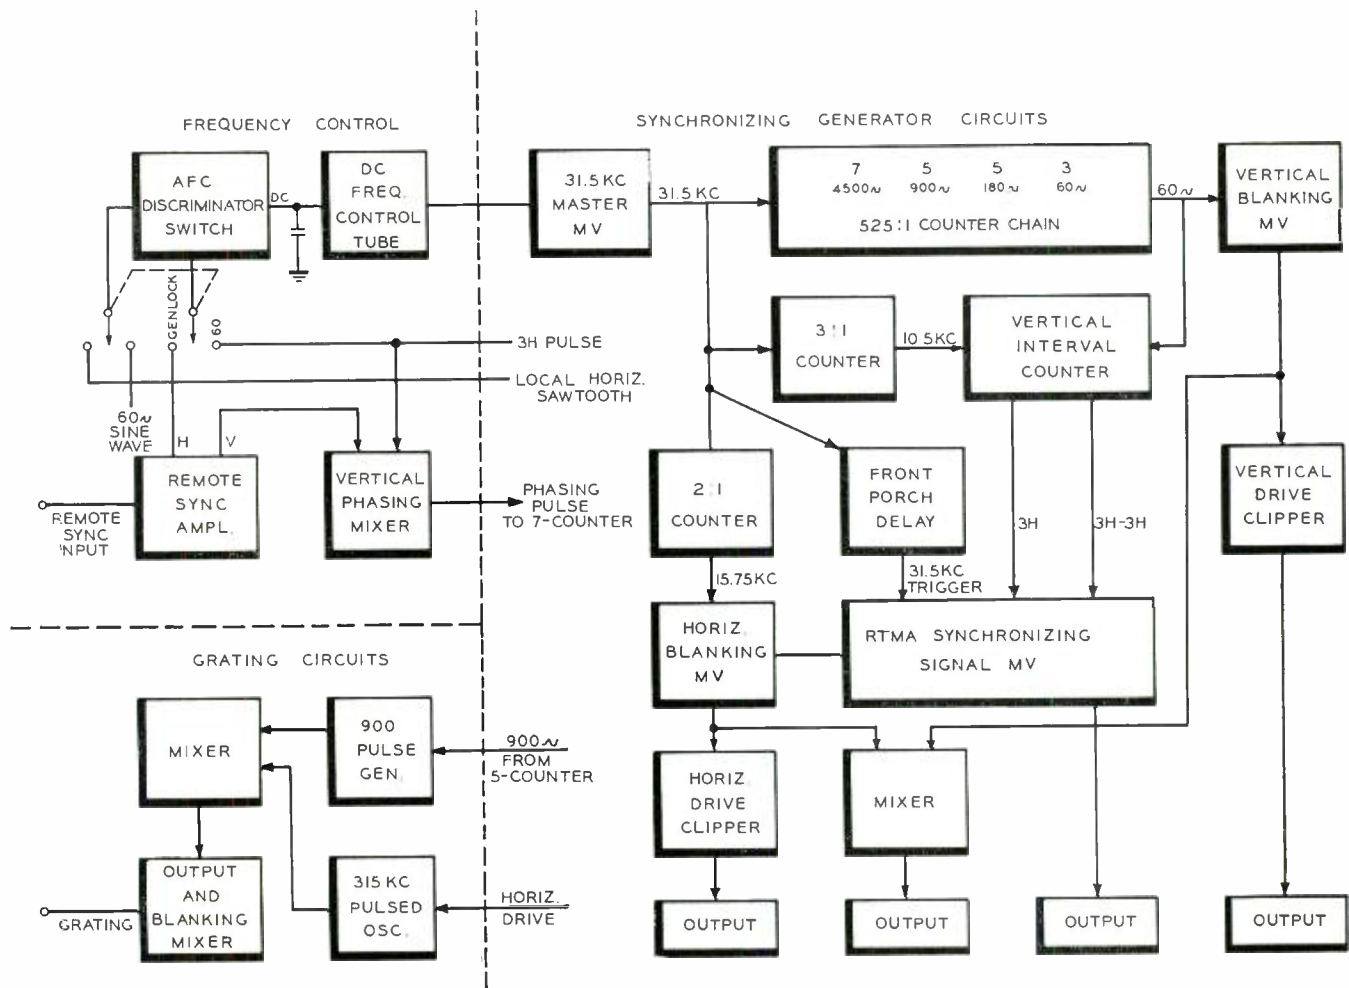 FREQUENCY CONTROL
AFC
DISCRIMINATOR
SWITCH
DC
DC
FREQ.
CONTROL
TUBE
GENLOCK
60
3H PULSE
LOCAL HORIZ.
SAWTOOTH
60~
SINE
WAVE
H
V
REMOTE
SYNC
AMPL.
VERTICAL
PHASING
MIXER
PHASING
PULSE
TO 7-COUNTER
REMOTE
SYNC
INPUT
SYNCHRONIZING GENERATOR CIRCUITS
31.5 KC
MASTER
MV
31.5 KC
7 5 5 3
4500~ 900~ 180~ 60~
525:1 COUNTER CHAIN
60~
VERTICAL
BLANKING
MV
3:1
COUNTER
10.5KC
VERTICAL
INTERVAL
COUNTER
2:1
COUNTER
FRONT
PORCH
DELAY
3H
3H-3H
VERTICAL
DRIVE
CLIPPER
15.75KC
31.5KC
TRIGGER
HORIZ.
BLANKING
MV
RTMA SYNCHRONIZING
SIGNAL MV
HORIZ.
DRIVE
CLIPPER
MIXER
OUTPUT
OUTPUT
OUTPUT
OUTPUT
GRATING CIRCUITS
MIXER
900
PULSE
GEN.
900~
FROM
5-COUNTER
OUTPUT
AND
BLANKING
MIXER
315 KC
PULSED
OSC.
HORIZ.
DRIVE
GRATING